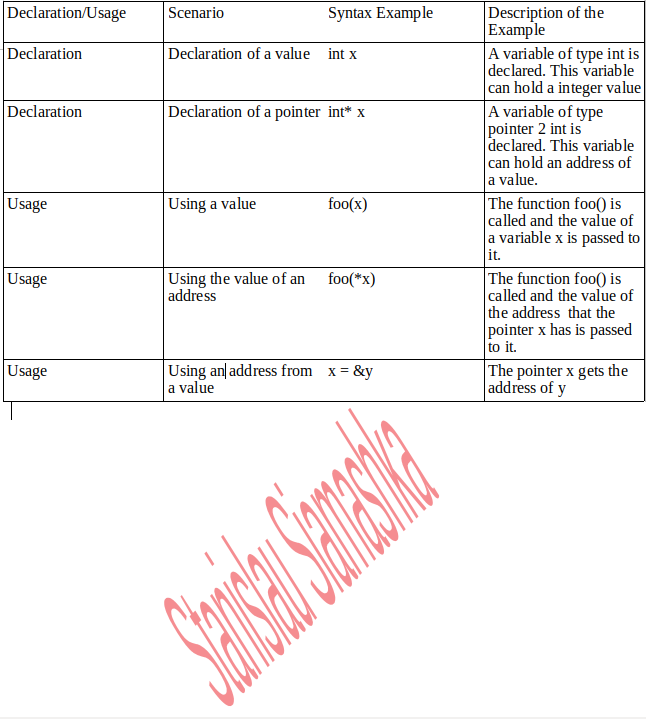 Declaration/Usage Scenario Syntax Example Description of the
Example
Declaration Declaration of a value int x A variable of type int is
declared. This variable
can hold a integer value
Declaration Declaration of a pointer int* x A variable of type
pointer 2 int is
declared. This variable
can hold an address of
a value.
Usage Using a value foo(x) The function foo() is
called and the value of
a variable x is passed to
it.
Usage Using the value of an foo(*x) The function foo() is
address called and the value of
the address  that the
pointer x has is passed
to it.
Usage Using an address from x = &y The pointer x gets the
a value address of y
Stanislau Siamashka